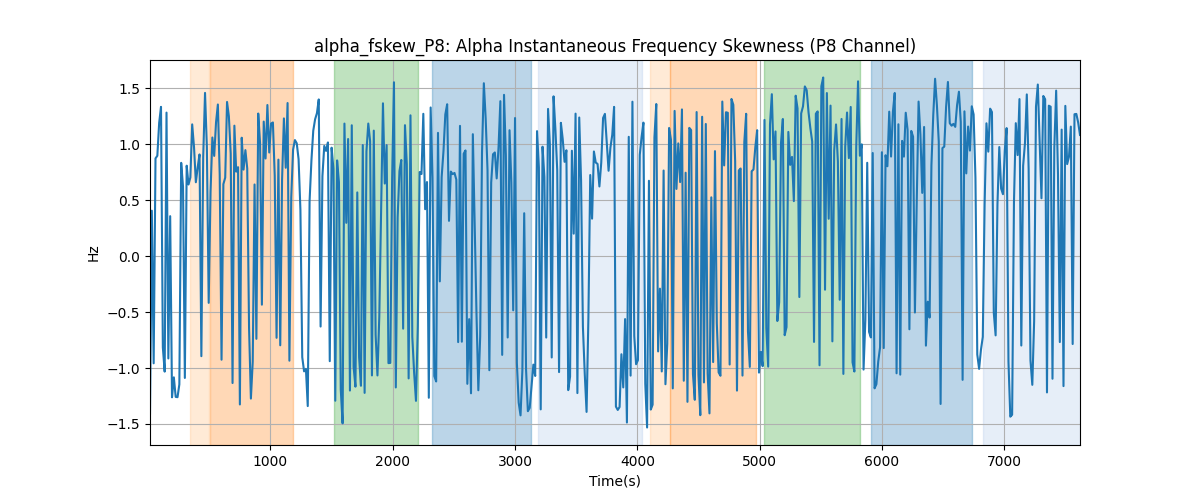 alpha_fskew_P8: Alpha Instantaneous Frequency Skewness (P8 Channel)
1.5
1.0
0.5
0.0
−0.5
−1.0
−1.5
Hz
1000 2000 3000 4000 5000 6000 7000
Time(s)